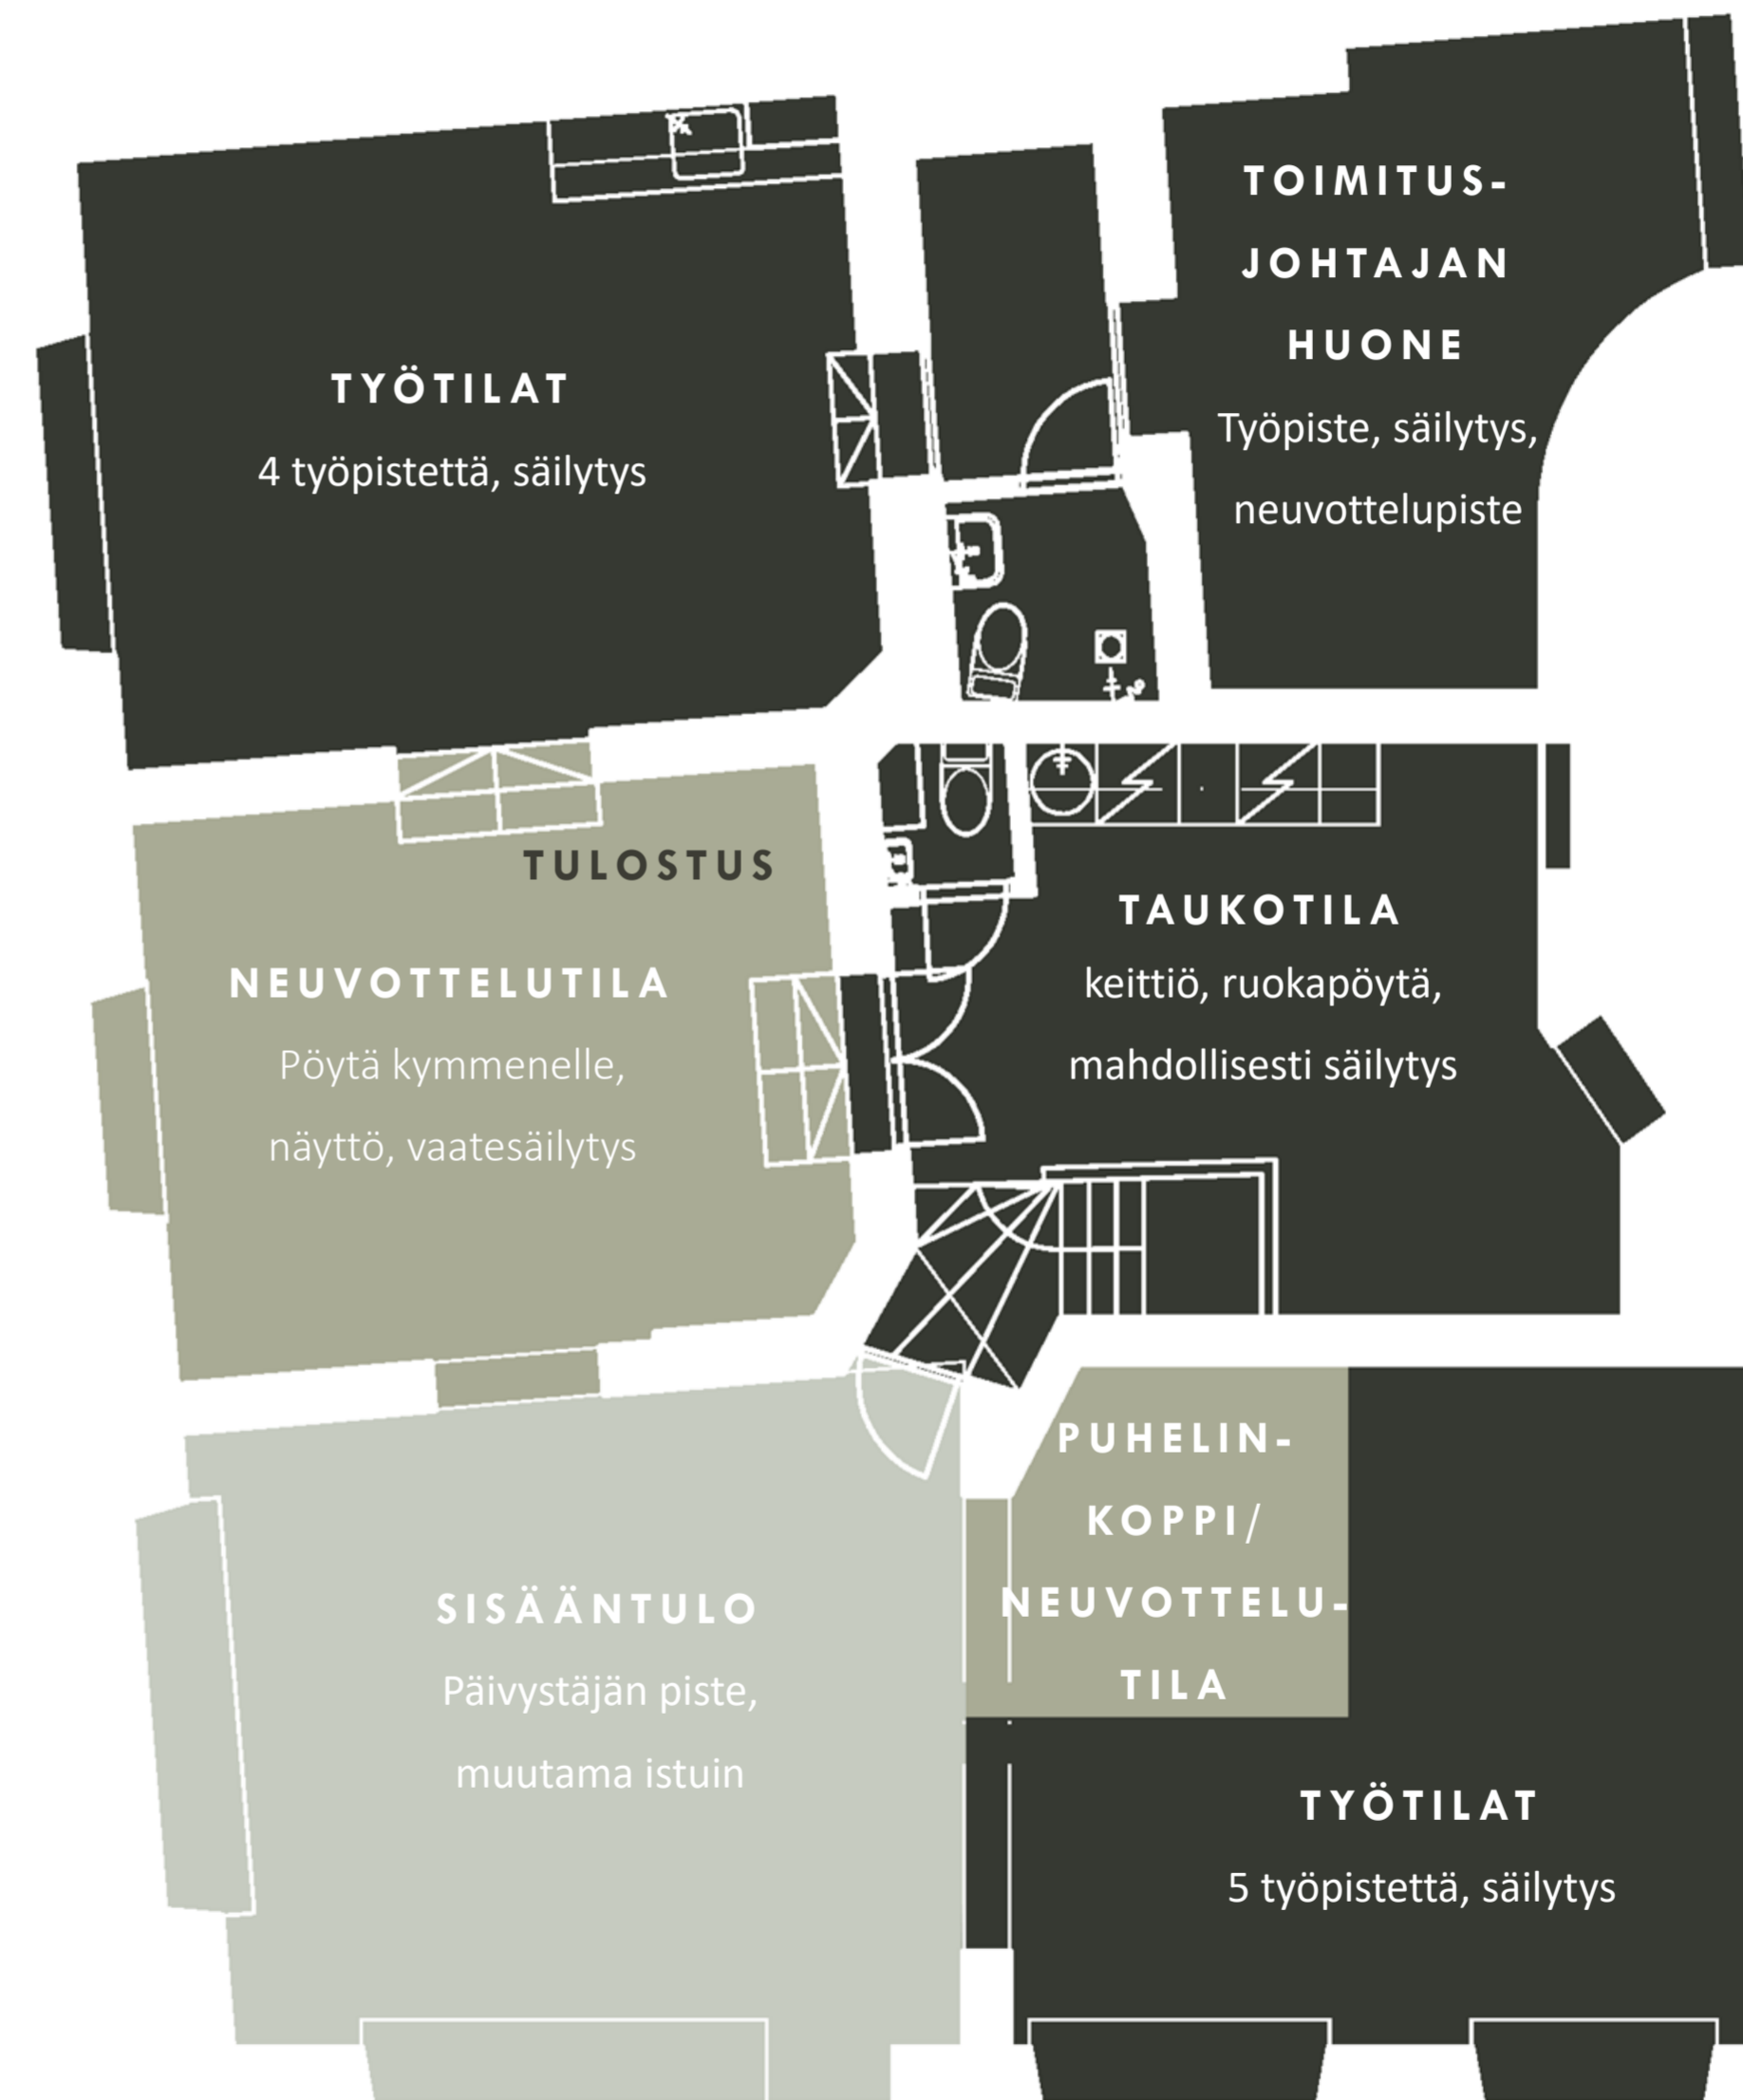 TOIMITUS-
JOHTAJAN
HUONE
Työpiste, säilytys,
neuvottelupiste
TYÖTILAT
4 työpistettä, säilytys
TULOSTUS
NEUVOTTELUTILA
Pöytä kymmenelle,
näyttö, vaatesäilytys
TAUKOTILA
keittiö, ruokapöytä,
mahdollisesti säilytys
PUHELIN-
KOPPI/
NEUVOTTELU-
TILA
SISÄÄNTULO
Päivystäjän piste,
muutama istuin
TYÖTILAT
5 työpistettä, säilytys